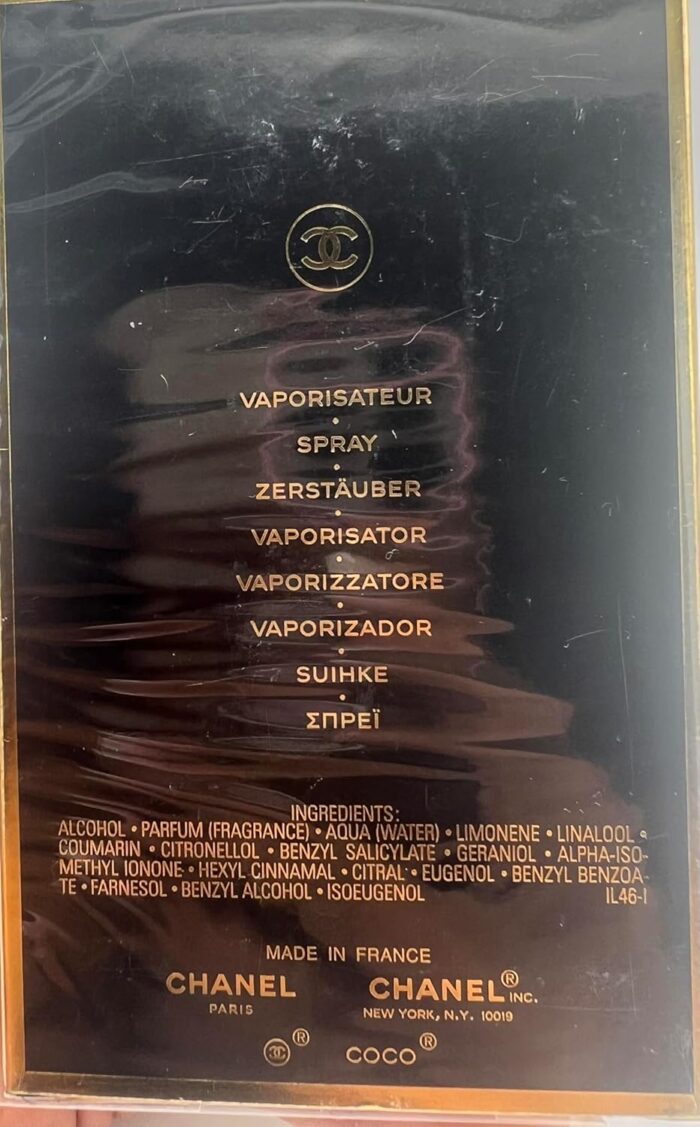 VAPORISATEUR
•
SPRAY
•
ZERSTÄUBER
•
VAPORISATOR
•
VAPORIZZATORE
•
VAPORIZADOR
•
SUIHKE
•
ΣΠΡΕΪ
INGREDIENTS:
ALCOHOL • PARFUM (FRAGRANCE) • AQUA (WATER) • LIMONENE • LINALOOL •
COUMARIN • CITRONELLOL • BENZYL SALICYLATE • GERANIOL • ALPHA-ISO-
METHYL IONONE • HEXYL CINNAMAL • CITRAL • EUGENOL • BENZYL BENZOA-
TE • FARNESOL • BENZYL ALCOHOL • ISOEUGENOL IL46-1
MADE IN FRANCE
CHANEL CHANEL® INC.
PARIS NEW YORK, N.Y. 10019
® COCO®